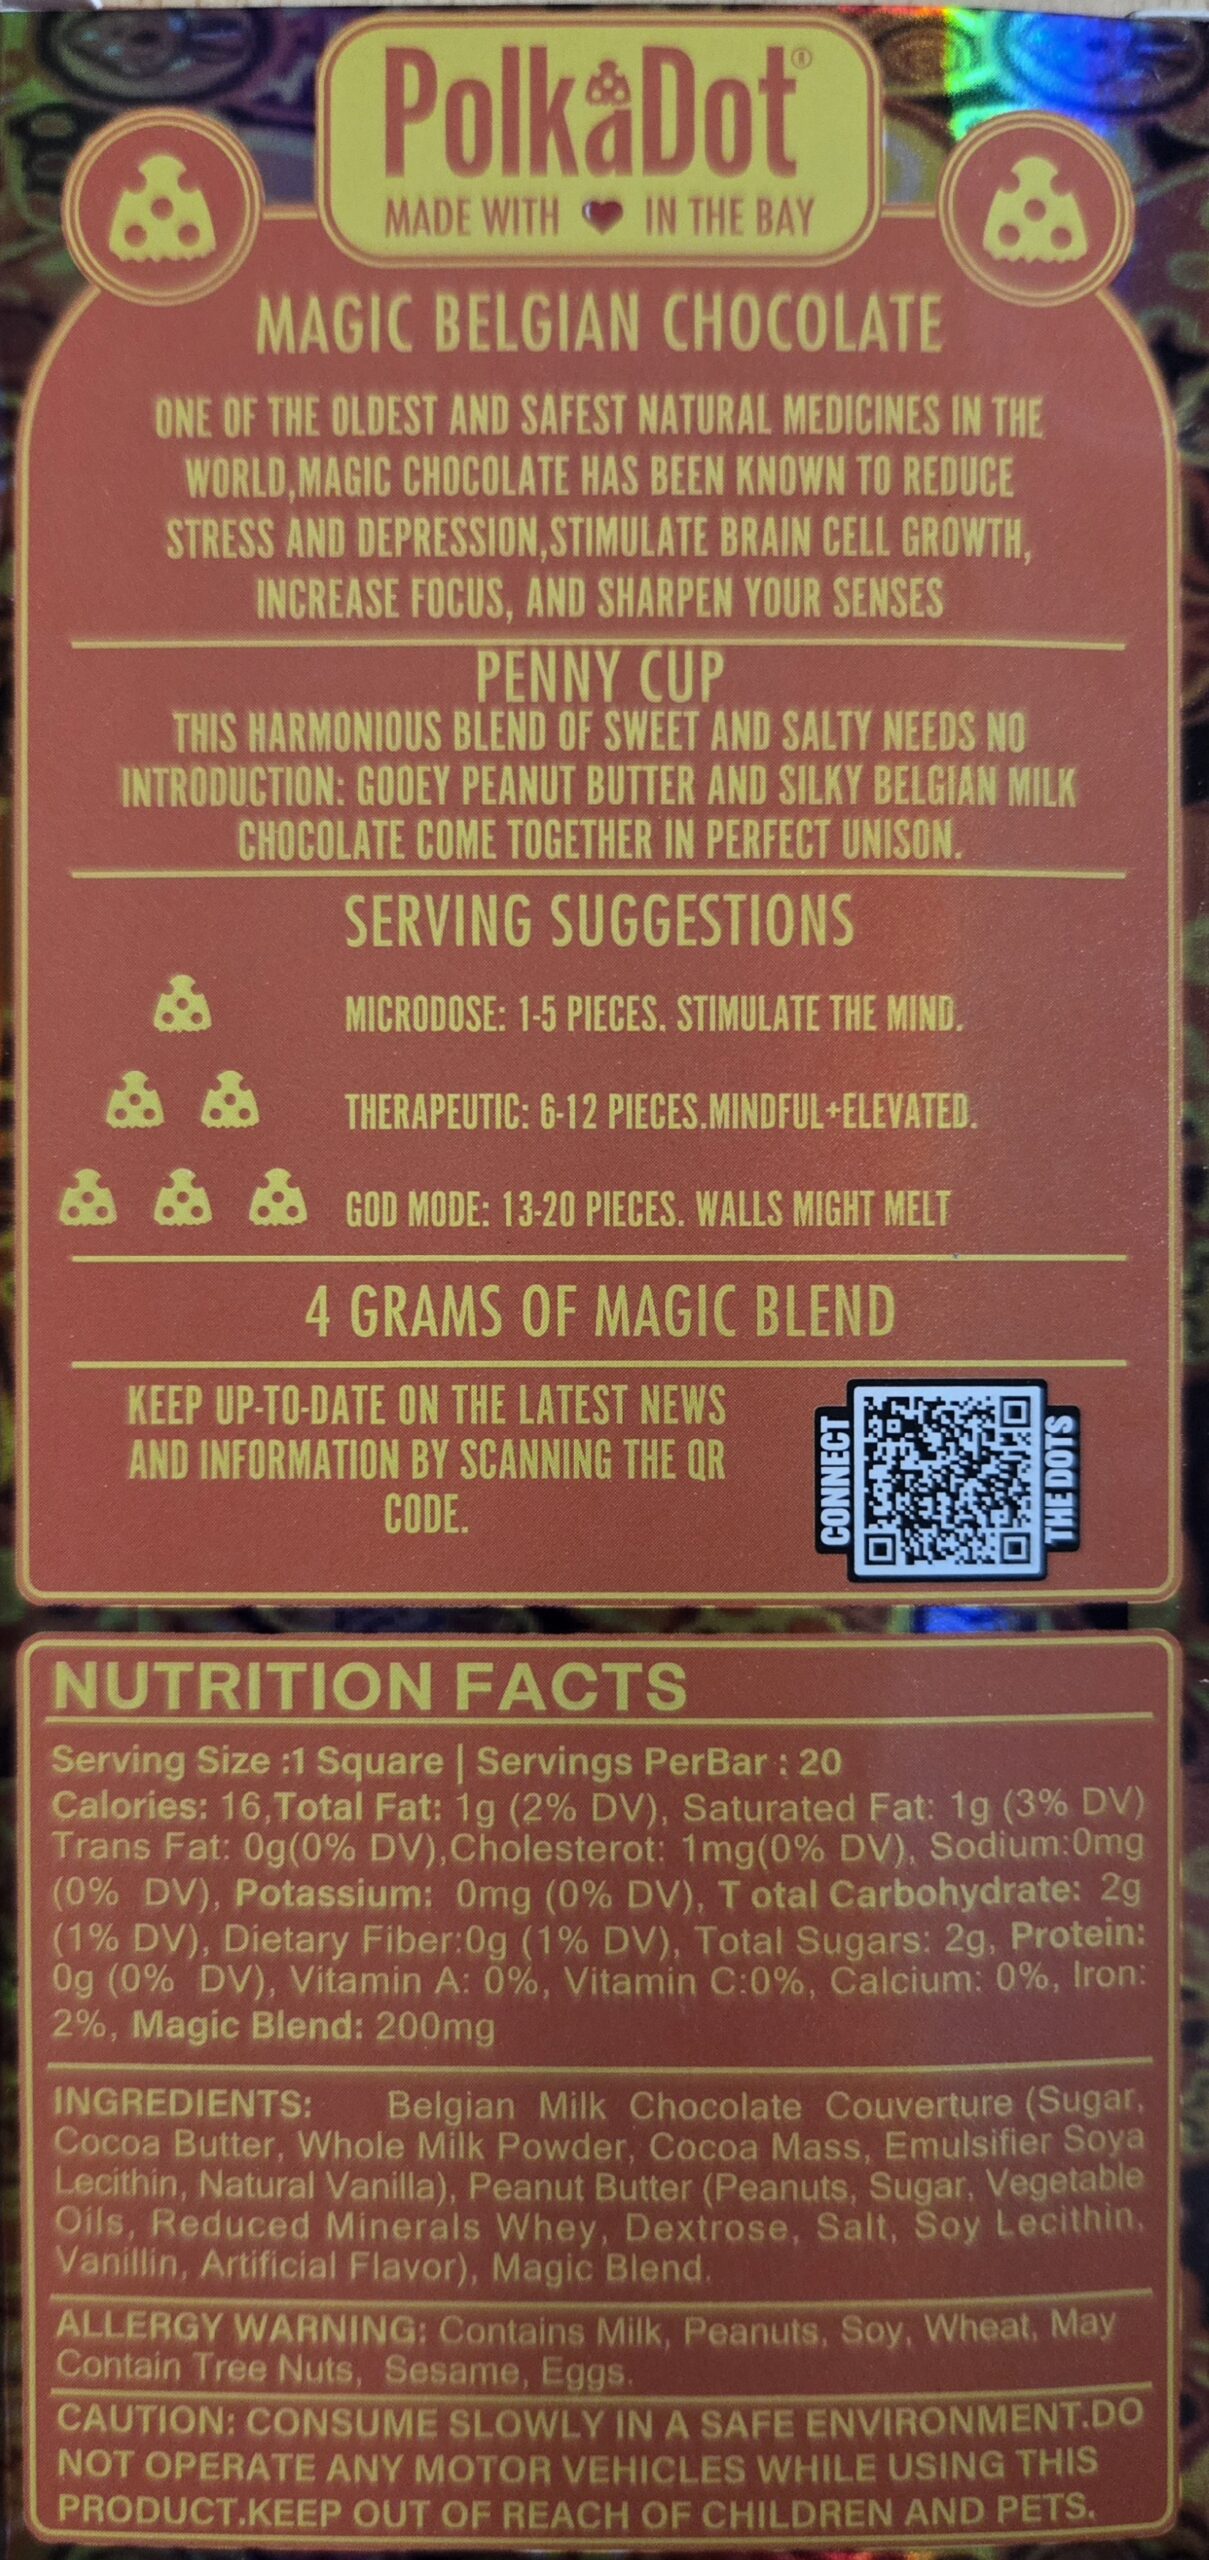 PolkaDot®
MADE WITH ❤ IN THE BAY
MAGIC BELGIAN CHOCOLATE
ONE OF THE OLDEST AND SAFEST NATURAL MEDICINES IN THE
WORLD,MAGIC CHOCOLATE HAS BEEN KNOWN TO REDUCE
STRESS AND DEPRESSION,STIMULATE BRAIN CELL GROWTH,
INCREASE FOCUS, AND SHARPEN YOUR SENSES
PENNY CUP
THIS HARMONIOUS BLEND OF SWEET AND SALTY NEEDS NO
INTRODUCTION: GOOEY PEANUT BUTTER AND SILKY BELGIAN MILK
CHOCOLATE COME TOGETHER IN PERFECT UNISON.
SERVING SUGGESTIONS
MICRODOSE: 1-5 PIECES. STIMULATE THE MIND.
THERAPEUTIC: 6-12 PIECES.MINDFUL+ELEVATED.
GOD MODE: 13-20 PIECES. WALLS MIGHT MELT
4 GRAMS OF MAGIC BLEND
KEEP UP-TO-DATE ON THE LATEST NEWS
AND INFORMATION BY SCANNING THE QR
CODE.
CONNECT
THE DOTS
NUTRITION FACTS
Serving Size :1 Square | Servings PerBar : 20
Calories: 16,Total Fat: 1g (2% DV), Saturated Fat: 1g (3% DV)
Trans Fat: 0g(0% DV),Cholesterot: 1mg(0% DV), Sodium:0mg
(0% DV), Potassium: 0mg (0% DV), T otal Carbohydrate: 2g
(1% DV), Dietary Fiber:0g (1% DV), Total Sugars: 2g, Protein:
0g (0% DV), Vitamin A: 0%, Vitamin C:0%, Calcium: 0%, Iron:
2%, Magic Blend: 200mg
INGREDIENTS: Belgian Milk Chocolate Couverture (Sugar,
Cocoa Butter, Whole Milk Powder, Cocoa Mass, Emulsifier Soya
Lecithin, Natural Vanilla), Peanut Butter (Peanuts, Sugar, Vegetable
Oils, Reduced Minerals Whey, Dextrose, Salt, Soy Lecithin,
Vanillin, Artificial Flavor), Magic Blend.
ALLERGY WARNING: Contains Milk, Peanuts, Soy, Wheat, May
Contain Tree Nuts, Sesame, Eggs.
CAUTION: CONSUME SLOWLY IN A SAFE ENVIRONMENT.DO
NOT OPERATE ANY MOTOR VEHICLES WHILE USING THIS
PRODUCT.KEEP OUT OF REACH OF CHILDREN AND PETS.